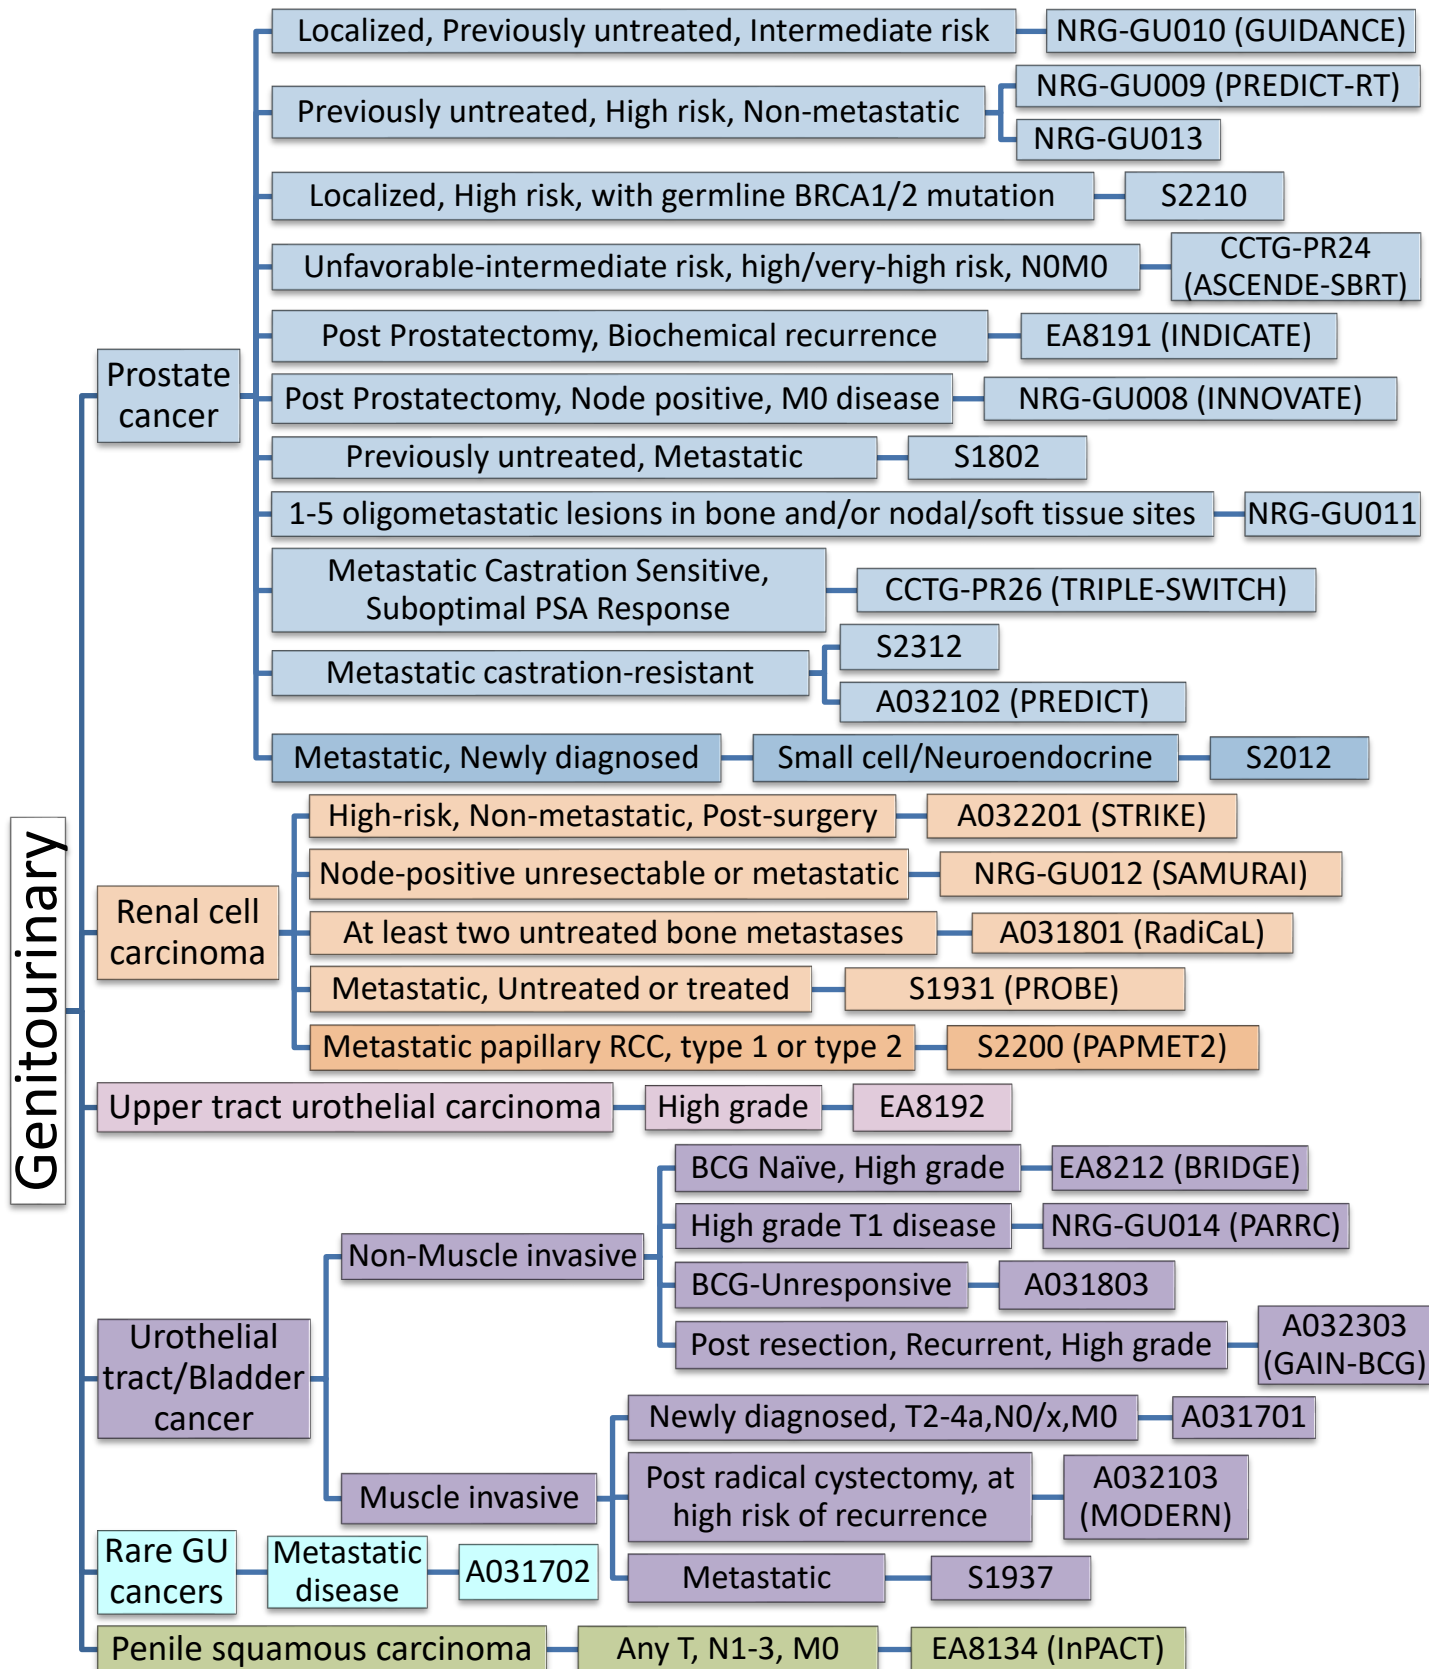 Genitourinary
Prostate
cancer
Localized, Previously untreated, Intermediate risk
NRG-GU010 (GUIDANCE)
Previously untreated, High risk, Non-metastatic
NRG-GU009 (PREDICT-RT)
NRG-GU013
Localized, High risk, with germline BRCA1/2 mutation
S2210
Unfavorable-intermediate risk, high/very-high risk, N0M0
CCTG-PR24
(ASCENDE-SBRT)
Post Prostatectomy, Biochemical recurrence
EA8191 (INDICATE)
Post Prostatectomy, Node positive, M0 disease
NRG-GU008 (INNOVATE)
Previously untreated, Metastatic
S1802
1-5 oligometastatic lesions in bone and/or nodal/soft tissue sites
NRG-GU011
Metastatic Castration Sensitive,
Suboptimal PSA Response
CCTG-PR26 (TRIPLE-SWITCH)
Metastatic castration-resistant
S2312
A032102 (PREDICT)
Metastatic, Newly diagnosed
Small cell/Neuroendocrine
S2012
Renal cell
carcinoma
High-risk, Non-metastatic, Post-surgery
A032201 (STRIKE)
Node-positive unresectable or metastatic
NRG-GU012 (SAMURAI)
At least two untreated bone metastases
A031801 (RadiCaL)
Metastatic, Untreated or treated
S1931 (PROBE)
Metastatic papillary RCC, type 1 or type 2
S2200 (PAPMET2)
Upper tract urothelial carcinoma
High grade
EA8192
Urothelial
tract/Bladder
cancer
Non-Muscle invasive
BCG Naïve, High grade
EA8212 (BRIDGE)
High grade T1 disease
NRG-GU014 (PARRC)
BCG-Unresponsive
A031803
Post resection, Recurrent, High grade
A032303
(GAIN-BCG)
Muscle invasive
Newly diagnosed, T2-4a,N0/x,M0
A031701
Post radical cystectomy, at
high risk of recurrence
A032103
(MODERN)
Metastatic
S1937
Rare GU
cancers
Metastatic
disease
A031702
Penile squamous carcinoma
Any T, N1-3, M0
EA8134 (InPACT)